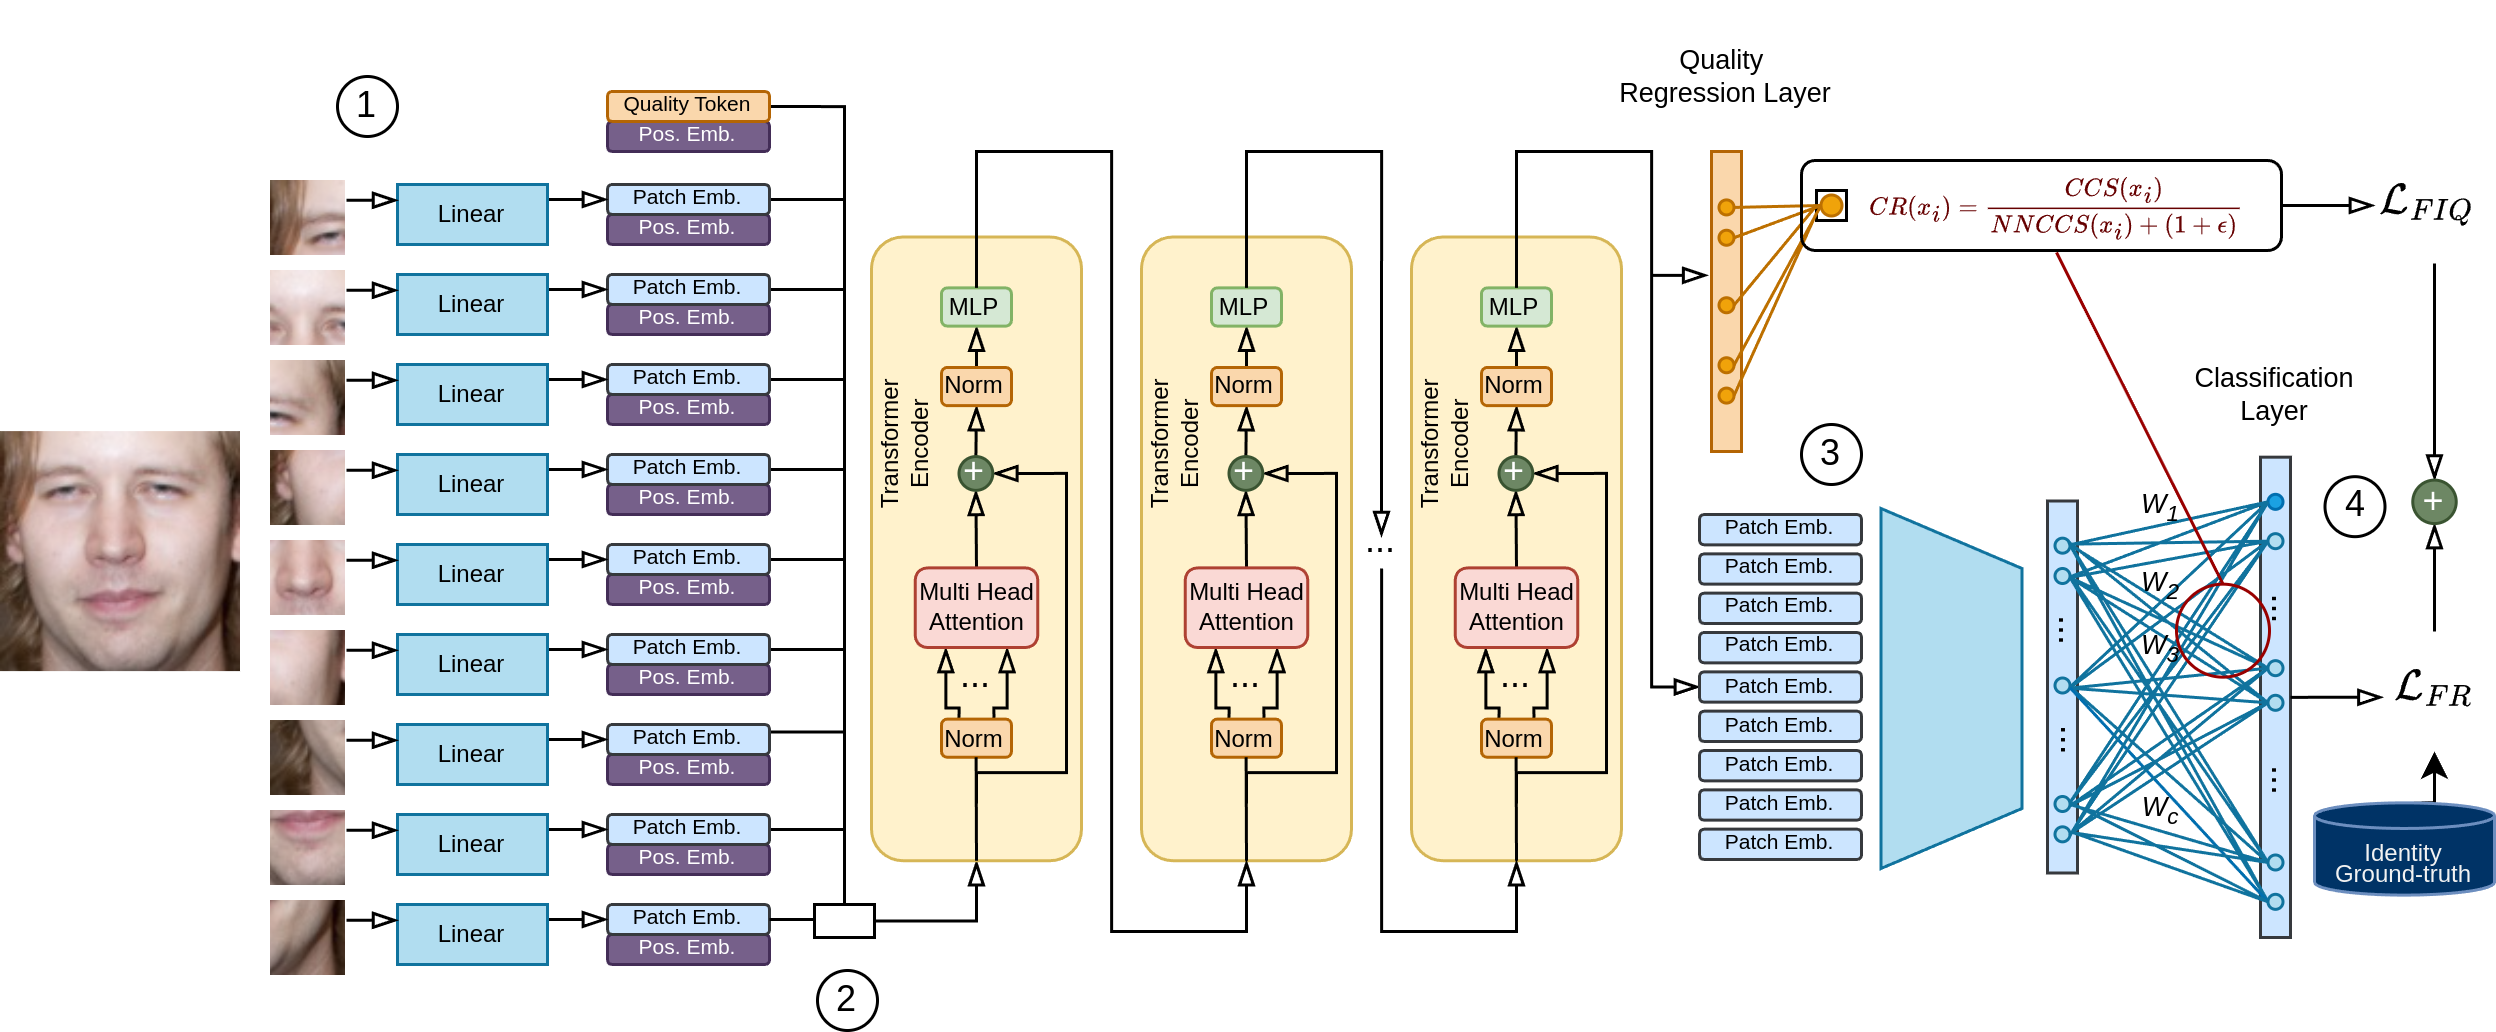 1
Quality Token
Pos. Emb.
Linear
Patch Emb.
Pos. Emb.
Linear
Patch Emb.
Pos. Emb.
Linear
Patch Emb.
Pos. Emb.
Linear
Patch Emb.
Pos. Emb.
Linear
Patch Emb.
Pos. Emb.
Linear
Patch Emb.
Pos. Emb.
Linear
Patch Emb.
Pos. Emb.
Linear
Patch Emb.
Pos. Emb.
Linear
Patch Emb.
Pos. Emb.
2
Transformer
Encoder
MLP
Norm
+
Multi Head
Attention
...
Norm
Transformer
Encoder
MLP
Norm
+
Multi Head
Attention
...
Norm
...
Transformer
Encoder
MLP
Norm
+
Multi Head
Attention
...
Norm
Quality
Regression Layer
CR(x_i) = CCS(x_i) / NNCCS(x_i) + (1 + ϵ)
ℒ_FIQ
3
Patch Emb.
Patch Emb.
Patch Emb.
Patch Emb.
Patch Emb.
Patch Emb.
Patch Emb.
Patch Emb.
Patch Emb.
Classification
Layer
W_1
W_2
W_3
W_c
...
...
...
...
4
+
ℒ_FR
Identity
Ground-truth